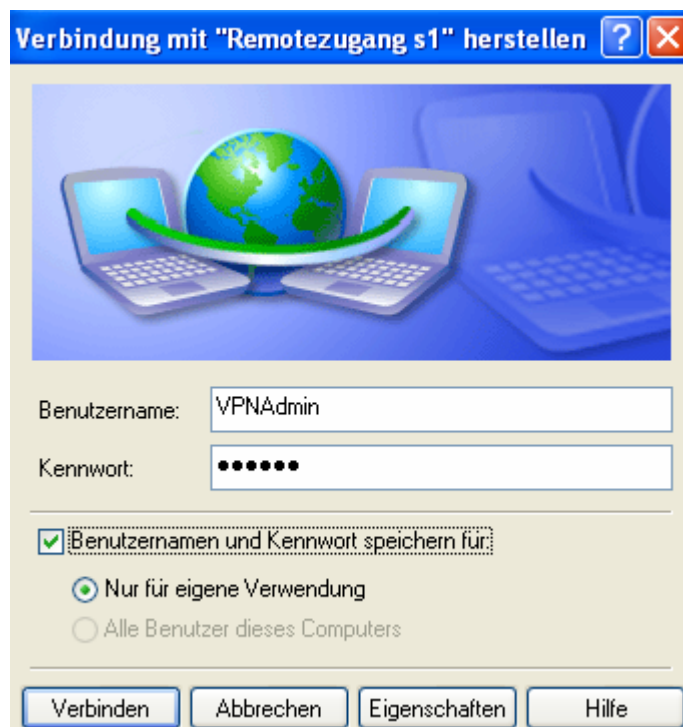 Verbindung mit "Remotezugang s1" herstellen
Benutzername: VPNAdmin
Kennwort: ●●●●●●
Benutzernamen und Kennwort speichern für:
Nur für eigene Verwendung
Alle Benutzer dieses Computers
Verbinden Abbrechen Eigenschaften Hilfe